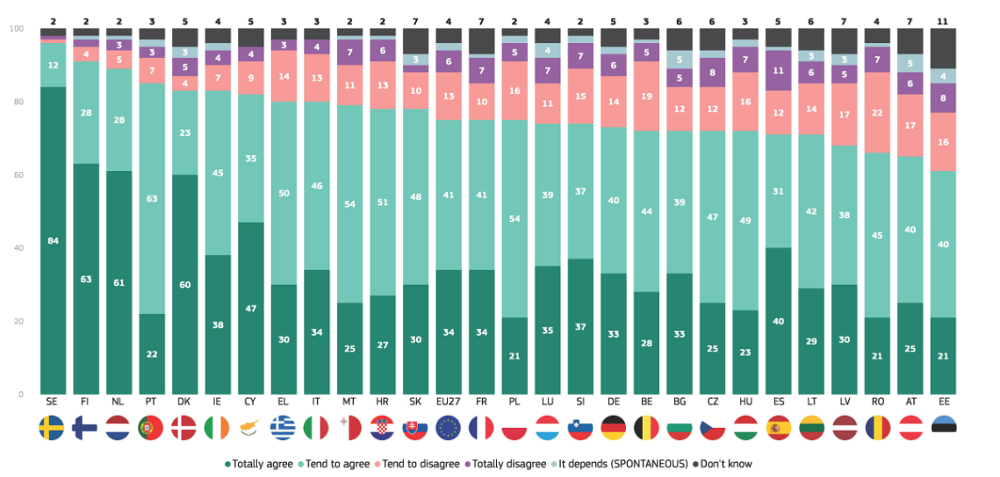 2 2 2 3 5 4 5 3 4 2 2 7 4 7 2 4 2 5 3 6 6 3 5 6 7 4 7 11
100
80
60
40
20
0
12 28 28 63 23 45 35 50 46 54 51 48 41 41 54 39 37 40 44 39 47 49 31 42 38 45 40 40
4 5 7 4 7 9 14 13 11 13 10 13 10 16 11 15 14 19 12 12 16 12 14 17 22 17 16
3 3 5 4 4 3 4 7 6 6 7 5 7 7 6 5 5 8 7 11 6 5 7 6 8
3 3 4 5 3 3 5 4
84 63 61 22 60 38 47 30 34 25 27 30 34 34 21 35 37 33 28 33 25 23 40 29 30 21 25 21
SE FI NL PT DK IE CY EL IT MT HR SK EU27 FR PL LU SI DE BE BG CZ HU ES LT LV RO AT EE
Totally agree Tend to agree Tend to disagree Totally disagree It depends (SPONTANEOUS) Don't know